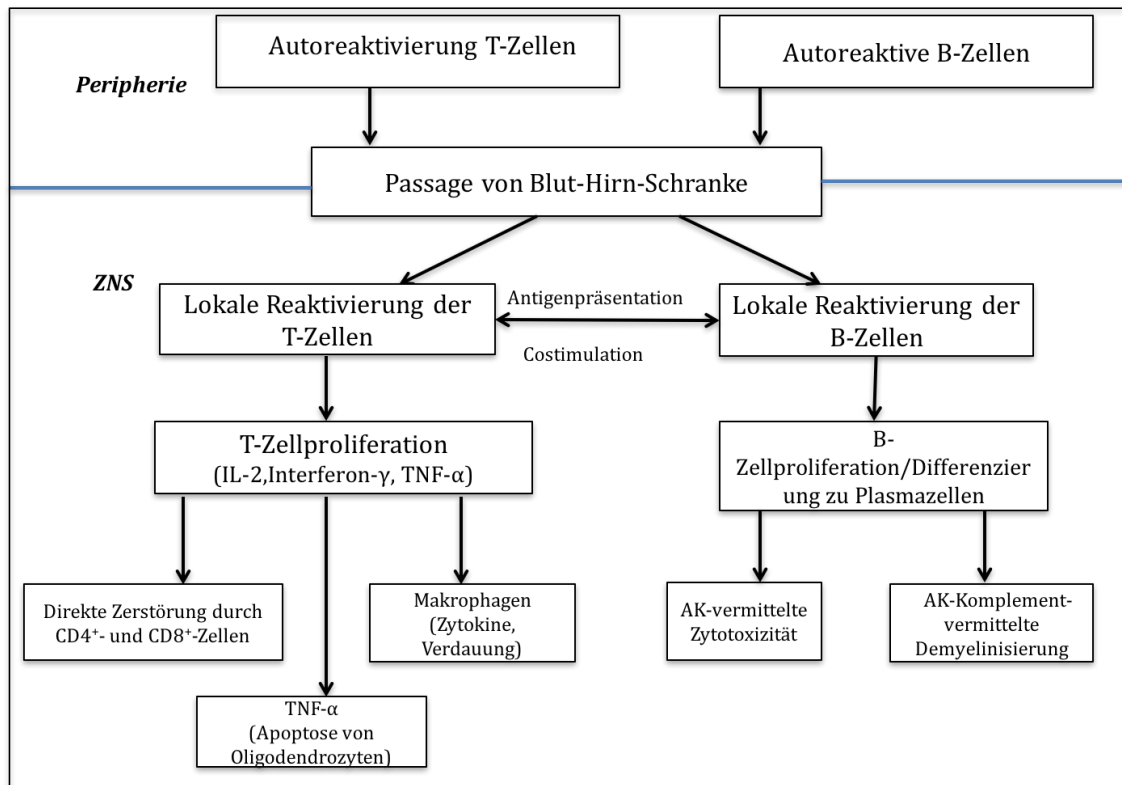 Autoreaktivierung T-Zellen
Autoreaktive B-Zellen
Peripherie
Passage von Blut-Hirn-Schranke
ZNS
Lokale Reaktivierung der
T-Zellen
Antigenpräsentation
Costimulation
Lokale Reaktivierung der
B-Zellen
T-Zellproliferation
(IL-2,Interferon-γ, TNF-α)
B-
Zellproliferation/Differenzier
ung zu Plasmazellen
Direkte Zerstörung durch
CD4⁺- und CD8⁺-Zellen
Makrophagen
(Zytokine,
Verdauung)
AK-vermittelte
Zytotoxizität
AK-Komplement-
vermittelte
Demyelinisierung
TNF-α
(Apoptose von
Oligodendrozyten)